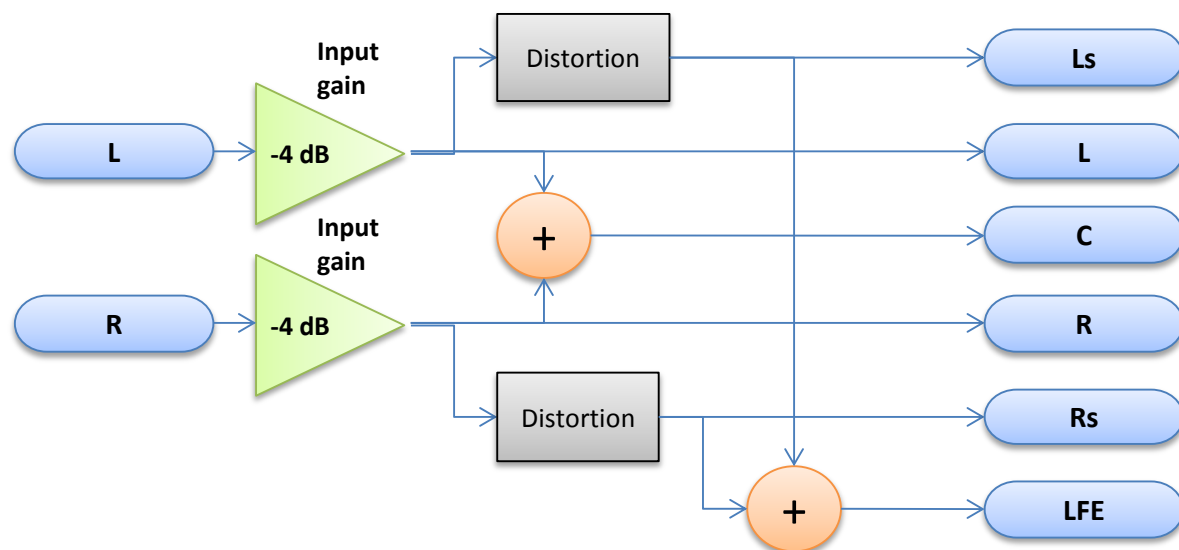 Distortion
Ls
Input
gain
L
-4 dB
L
+
C
Input
gain
R
-4 dB
R
Distortion
Rs
+
LFE